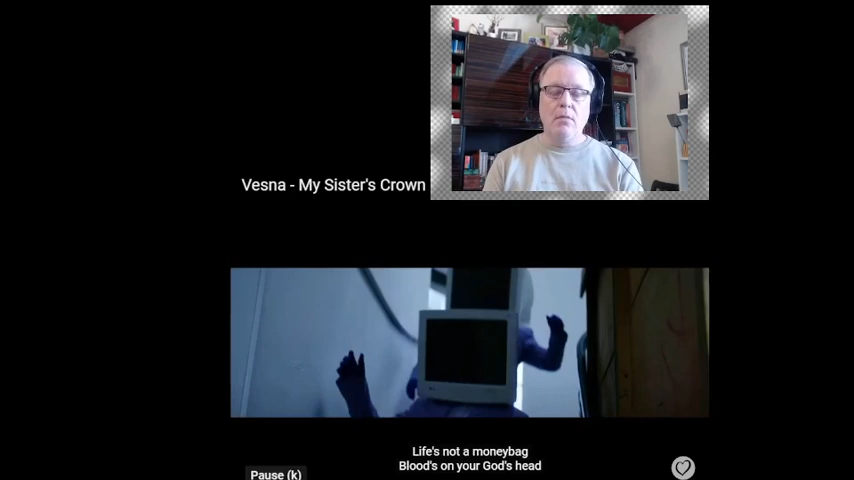 Vesna - My Sister's Crown
Life's not a moneybag
Blood's on your God's head
Pause (k)